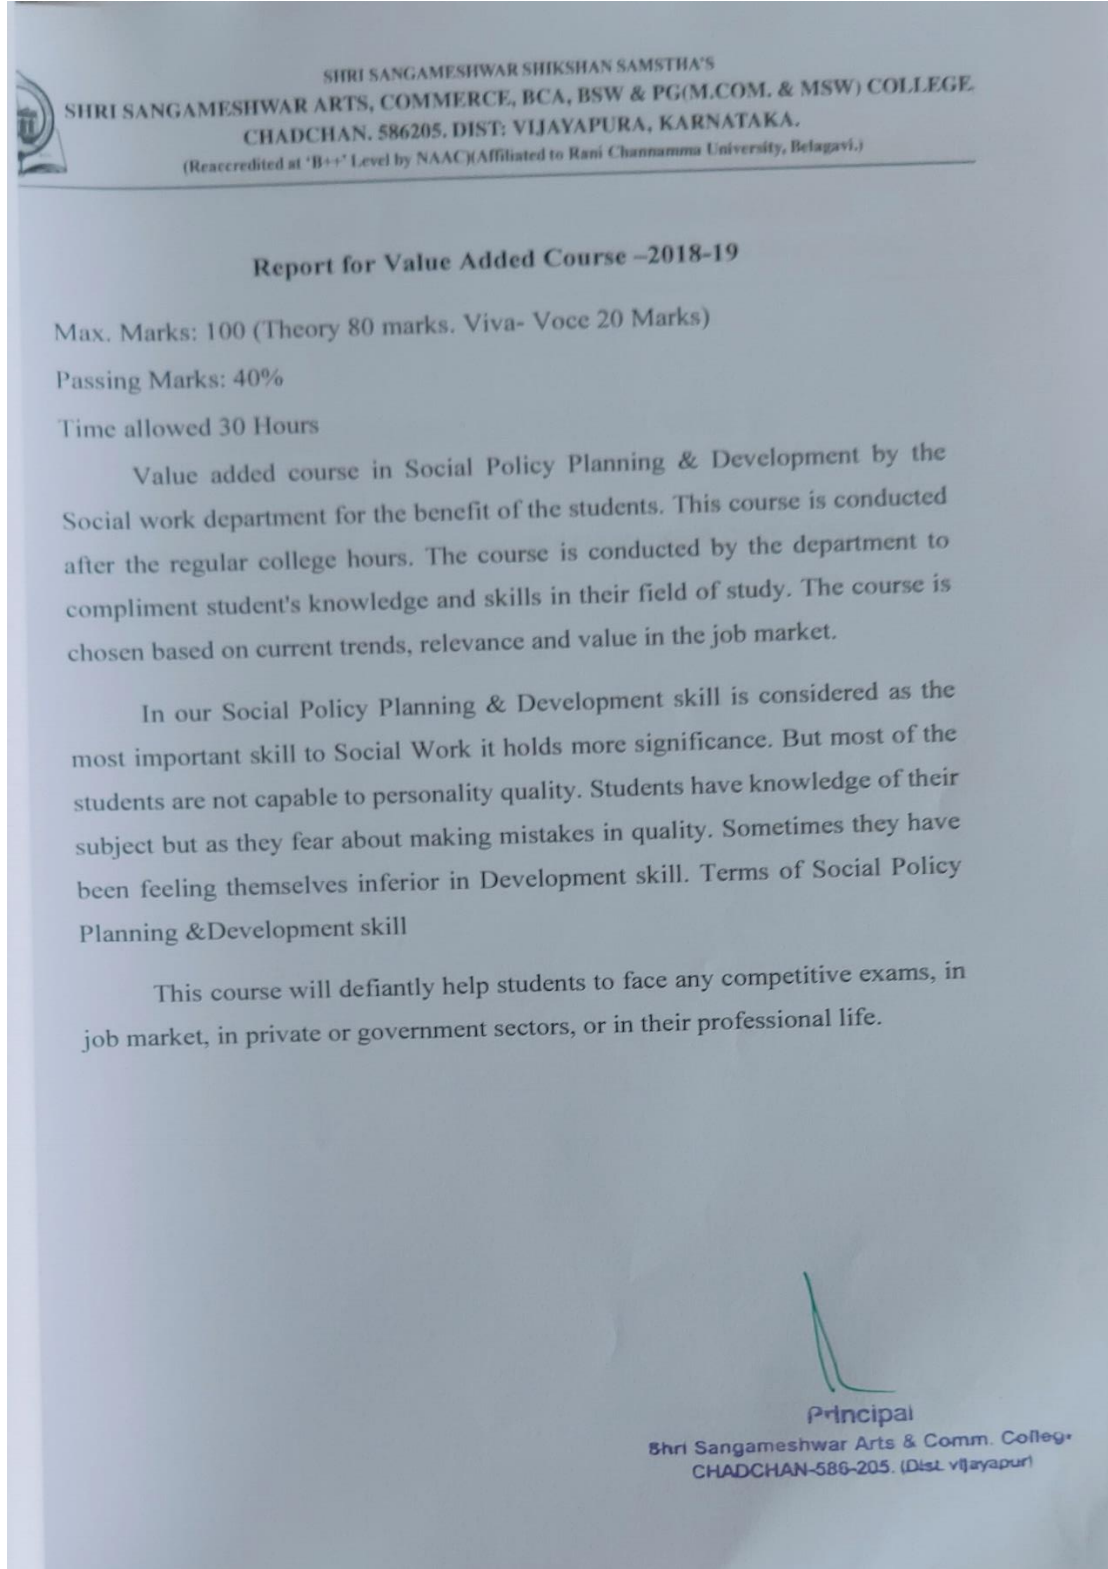 SHRI SANGAMESHWAR SHIKSHAN SAMSTHA'S
SHRI SANGAMESHWAR ARTS, COMMERCE, BCA, BSW & PG(M.COM. & MSW) COLLEGE
CHADCHAN. 586205. DIST: VIJAYAPURA, KARNATAKA.
(Reaccredited at 'B++' Level by NAAC)(Affiliated to Rani Channamma University, Belagavi.)
Report for Value Added Course –2018-19
Max. Marks: 100 (Theory 80 marks. Viva- Voce 20 Marks)
Passing Marks: 40%
Time allowed 30 Hours
Value added course in Social Policy Planning & Development by the
Social work department for the benefit of the students. This course is conducted
after the regular college hours. The course is conducted by the department to
compliment student's knowledge and skills in their field of study. The course is
chosen based on current trends, relevance and value in the job market.
In our Social Policy Planning & Development skill is considered as the
most important skill to Social Work it holds more significance. But most of the
students are not capable to personality quality. Students have knowledge of their
subject but as they fear about making mistakes in quality. Sometimes they have
been feeling themselves inferior in Development skill. Terms of Social Policy
Planning &Development skill
This course will defiantly help students to face any competitive exams, in
job market, in private or government sectors, or in their professional life.
Principal
Shri Sangameshwar Arts & Comm. College
CHADCHAN-586-205. (Dist. vijayapur)